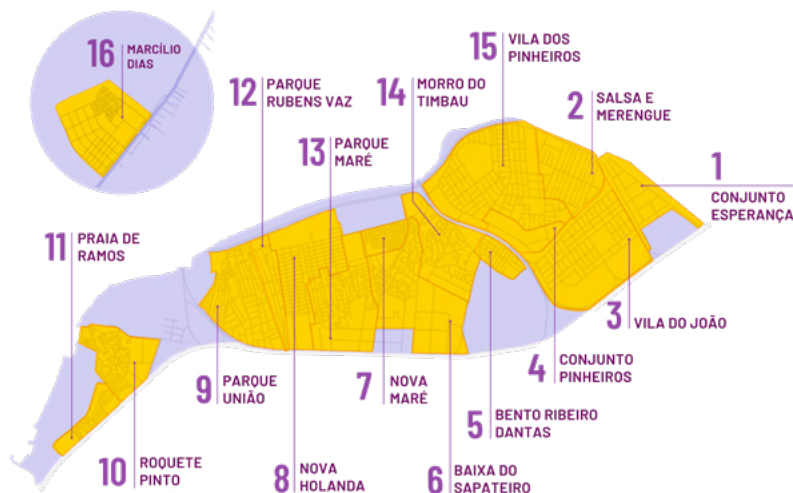 16 MARCÍLIO
DIAS
12 PARQUE
RUBENS VAZ
13 PARQUE
MARÉ
14 MORRO DO
TIMBAU
15 VILA DOS
PINHEIROS
2 SALSA E
MERENGUE
1
CONJUNTO
ESPERANÇA
11 PRAIA DE
RAMOS
3 VILA DO JOÃO
4 CONJUNTO
PINHEIROS
5 BENTO RIBEIRO
DANTAS
6 BAIXA DO
SAPATEIRO
7 NOVA
MARÉ
8 NOVA
HOLANDA
9 PARQUE
UNIÃO
10 ROQUETE
PINTO